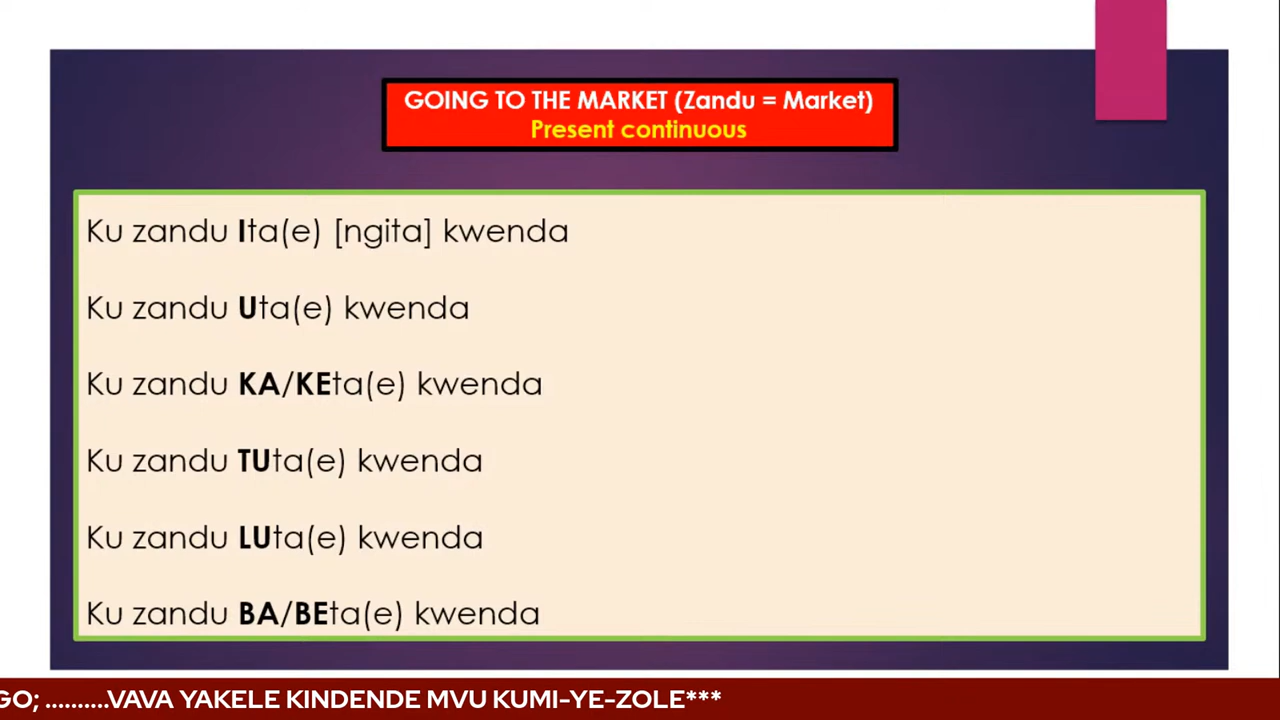 GOING TO THE MARKET (Zandu = Market)
Present continuous
Ku zandu Ita(e) [ngita] kwenda
Ku zandu Uta(e) kwenda
Ku zandu KA/KEta(e) kwenda
Ku zandu TUta(e) kwenda
Ku zandu LUta(e) kwenda
Ku zandu BA/BEta(e) kwenda
GO; ..........VAVA YAKELE KINDENDE MVU KUMI-YE-ZOLE***